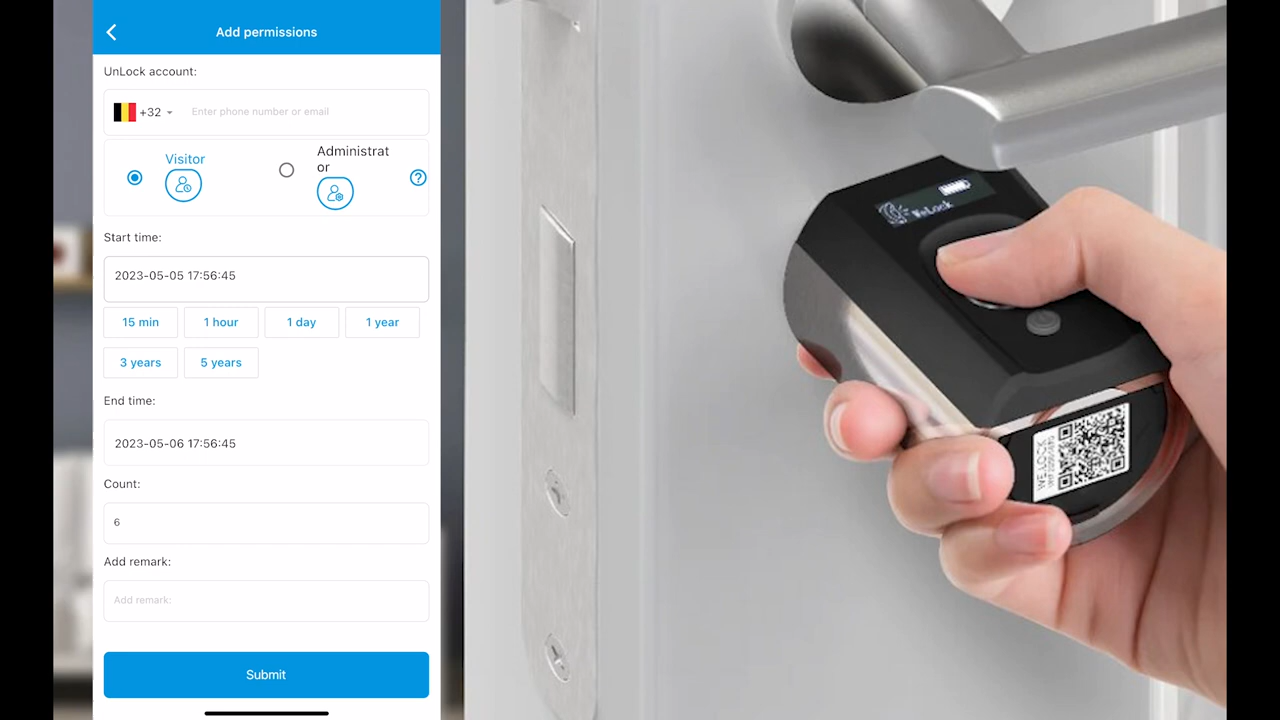 Add permissions
UnLock account:
+32
Enter phone number or email
Visitor
Administrat
or
?
Start time:
2023-05-05 17:56:45
15 min
1 hour
1 day
1 year
3 years
5 years
End time:
2023-05-06 17:56:45
Count:
6
Add remark:
Add remark:
Submit
WeLock
WELOCK